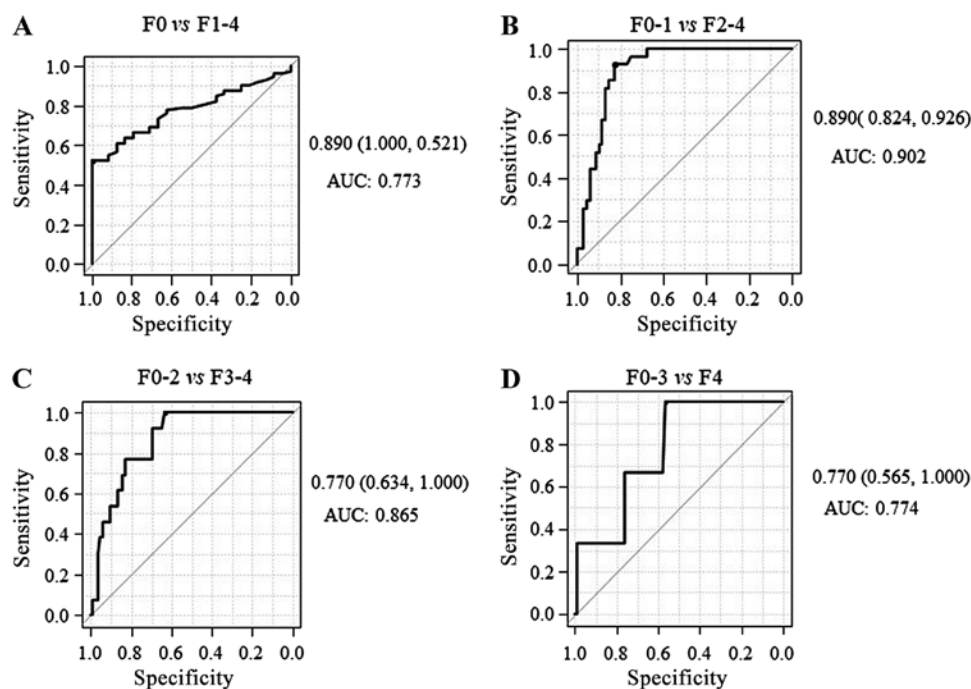 A
F0 vs F1-4
1.0
0.8
0.6
0.4
0.2
0.0
Sensitivity
1.0 0.8 0.6 0.4 0.2 0.0
Specificity
0.890 (1.000, 0.521)
AUC: 0.773
B
F0-1 vs F2-4
1.0
0.8
0.6
0.4
0.2
0.0
Sensitivity
1.0 0.8 0.6 0.4 0.2 0.0
Specificity
0.890( 0.824, 0.926)
AUC: 0.902
C
F0-2 vs F3-4
1.0
0.8
0.6
0.4
0.2
0.0
Sensitivity
1.0 0.8 0.6 0.4 0.2 0.0
Specificity
0.770 (0.634, 1.000)
AUC: 0.865
D
F0-3 vs F4
1.0
0.8
0.6
0.4
0.2
0.0
Sensitivity
1.0 0.8 0.6 0.4 0.2 0.0
Specificity
0.770 (0.565, 1.000)
AUC: 0.774